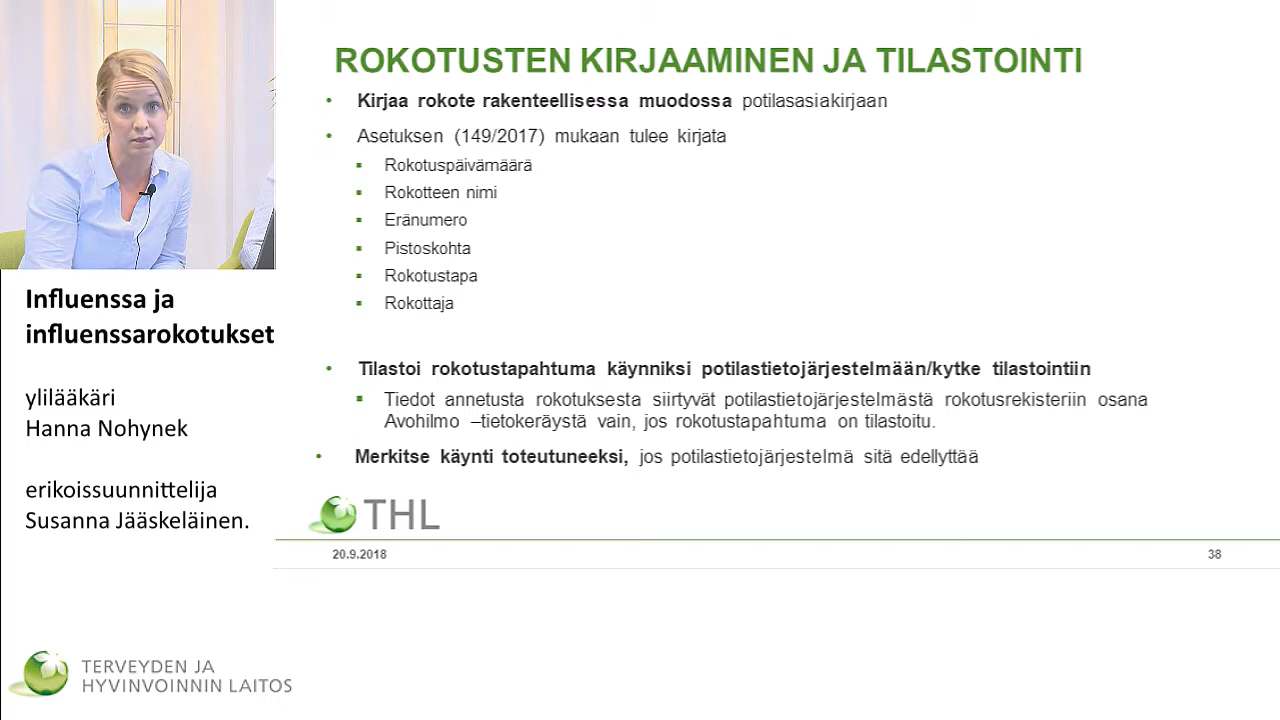 ROKOTUSTEN KIRJAAMINEN JA TILASTOINTI
• Kirjaa rokote rakenteellisessa muodossa potilasasiakirjaan
• Asetuksen (149/2017) mukaan tulee kirjata
▪ Rokotuspäivämäärä
▪ Rokotteen nimi
▪ Eränumero
▪ Pistoskohta
▪ Rokotustapa
▪ Rokottaja
• Tilastoi rokotustapahtuma käynniksi potilastietojärjestelmään/kytke tilastointiin
▪ Tiedot annetusta rokotuksesta siirtyvät potilastietojärjestelmästä rokotusrekisteriin osana
Avohilmo –tietokeräystä vain, jos rokotustapahtuma on tilastoitu.
• Merkitse käynti toteutuneeksi, jos potilastietojärjestelmä sitä edellyttää
THL
20.9.2018
38
Influenssa ja
influenssarokotukset
ylilääkäri
Hanna Nohynek
erikoissuunnittelija
Susanna Jääskeläinen.
TERVEYDEN JA
HYVINVOINNIN LAITOS